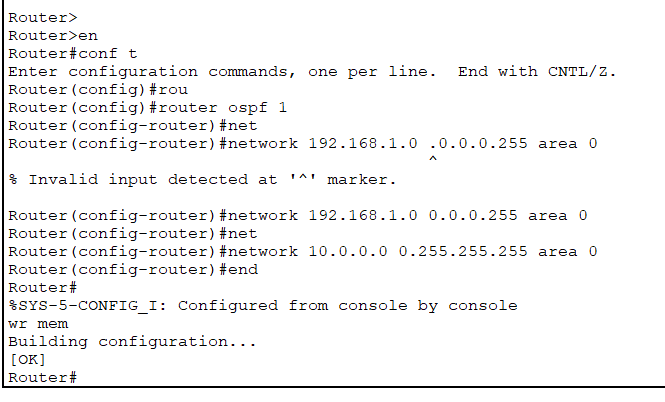 Router>
Router>en
Router#conf t
Enter configuration commands, one per line.  End with CNTL/Z.
Router(config)#rou
Router(config)#router ospf 1
Router(config-router)#net
Router(config-router)#network 192.168.1.0 .0.0.0.255 area 0
^
% Invalid input detected at '^' marker.
Router(config-router)#network 192.168.1.0 0.0.0.255 area 0
Router(config-router)#net
Router(config-router)#network 10.0.0.0 0.255.255.255 area 0
Router(config-router)#end
Router#
%SYS-5-CONFIG_I: Configured from console by console
wr mem
Building configuration...
[OK]
Router#